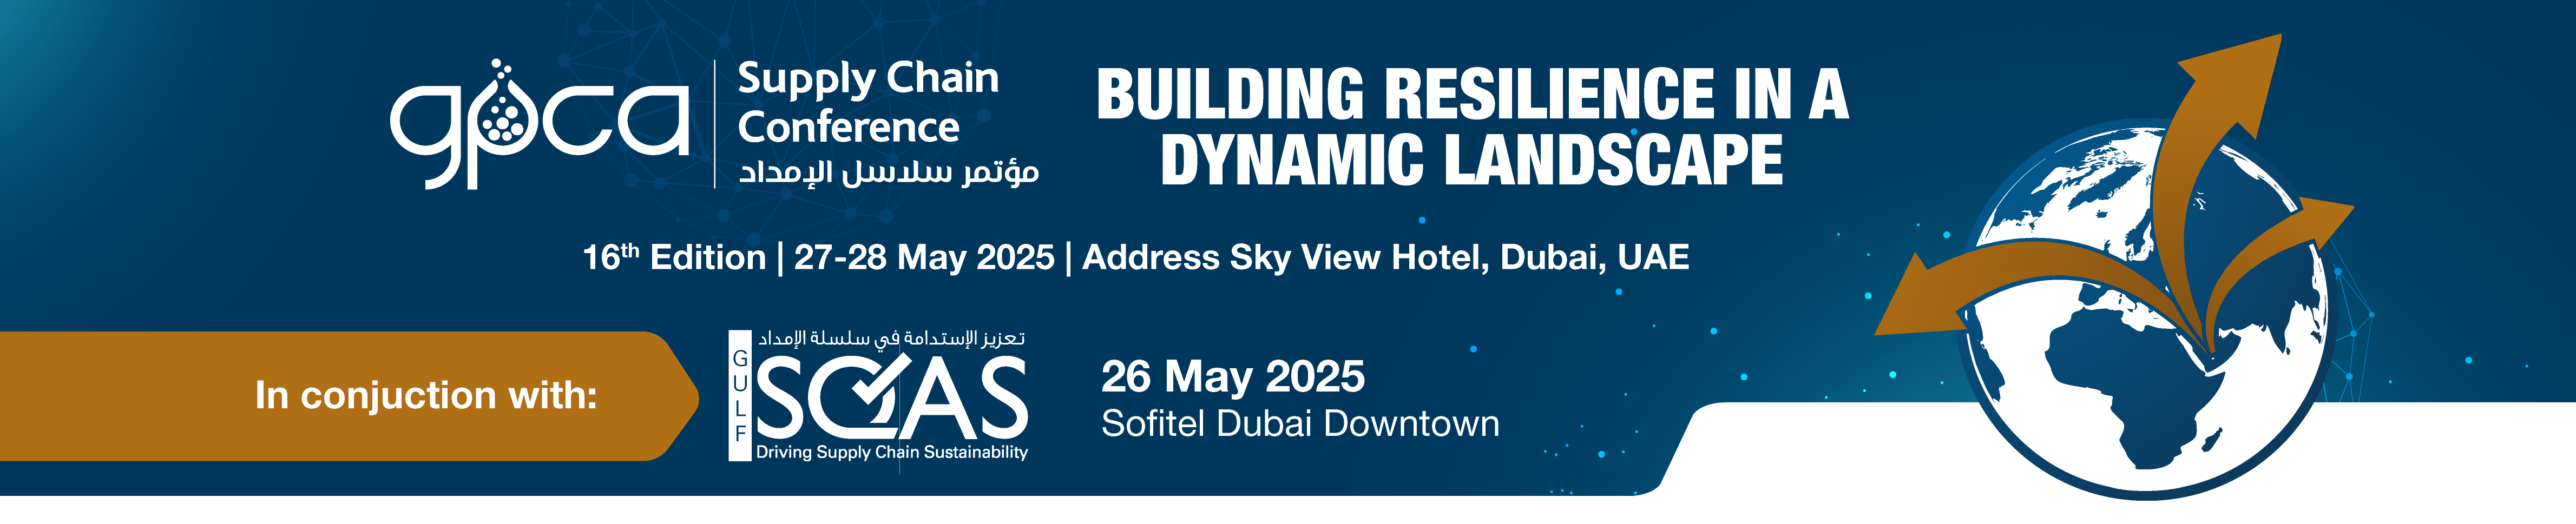 gpca
Supply Chain
Conference
مؤتمر سلاسل الإمداد
BUILDING RESILIENCE IN A
DYNAMIC LANDSCAPE
16th Edition | 27-28 May 2025 | Address Sky View Hotel, Dubai, UAE
In conjuction with:
تعزيز الإستدامة في سلسلة الإمداد
GULF
SQAS
Driving Supply Chain Sustainability
26 May 2025
Sofitel Dubai Downtown